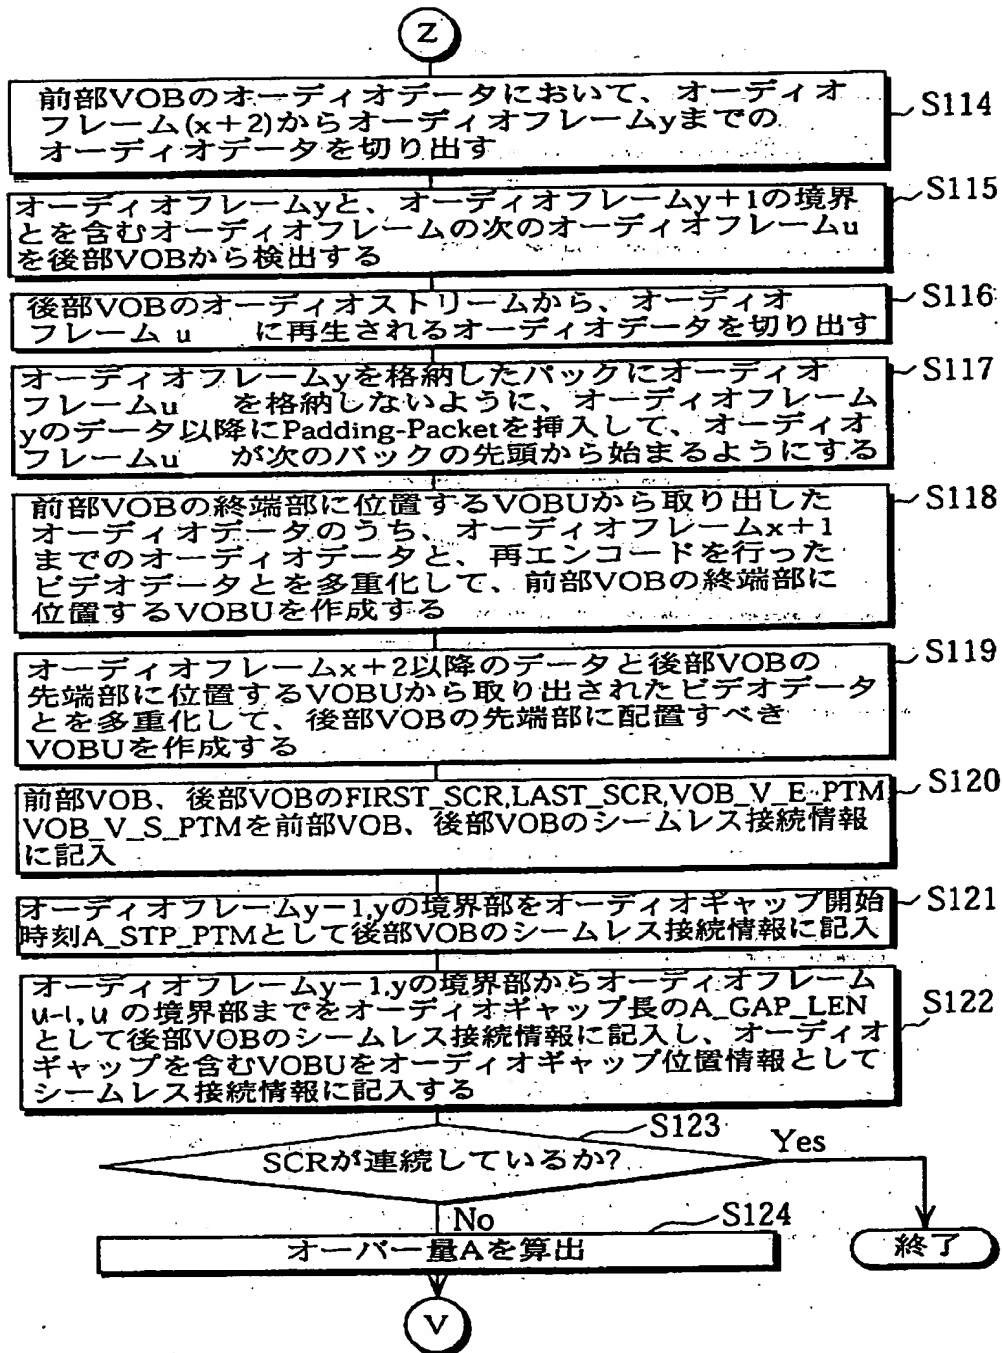 Z
前部VOBのオーディオデータにおいて、オーディオ
フレーム(x+2)からオーディオフレームyまでの
オーディオデータを切り出す
S114
オーディオフレームyと、オーディオフレームy+1の境界
とを含むオーディオフレームの次のオーディオフレームu
を後部VOBから検出する
S115
後部VOBのオーディオストリームから、オーディオ
フレーム u に再生されるオーディオデータを切り出す
S116
オーディオフレームyを格納したパックにオーディオ
フレームu を格納しないように、オーディオフレーム
yのデータ以降にPadding-Packetを挿入して、オーディオ
フレームu が次のパックの先頭から始まるようにする
S117
前部VOBの終端部に位置するVOBUから取り出した
オーディオデータのうち、オーディオフレームx+1
までのオーディオデータと、再エンコードを行った
ビデオデータとを多重化して、前部VOBの終端部に
位置するVOBUを作成する
S118
オーディオフレームx+2以降のデータと後部VOBの
先端部に位置するVOBUから取り出されたビデオデータ
とを多重化して、後部VOBの先端部に配置すべき
VOBUを作成する
S119
前部VOB、後部VOBのFIRST_SCR,LAST_SCR,VOB_V_E_PTM
VOB_V_S_PTMを前部VOB、後部VOBのシームレス接続情報
に記入
S120
オーディオフレームy-1,yの境界部をオーディオギャップ開始
時刻A_STP_PTMとして後部VOBのシームレス接続情報に記入
S121
オーディオフレームy-1,yの境界部からオーディオフレーム
u-1,u の境界部までをオーディオギャップ長のA_GAP_LEN
として後部VOBのシームレス接続情報に記入し、オーディオ
ギャップを含むVOBUをオーディオギャップ位置情報として
シームレス接続情報に記入する
S122
S123
SCRが連続しているか?
Yes
No
S124
オーバー量Aを算出
終了
V